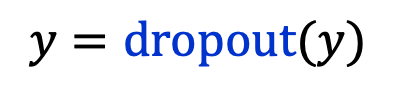 y = dropout(y)